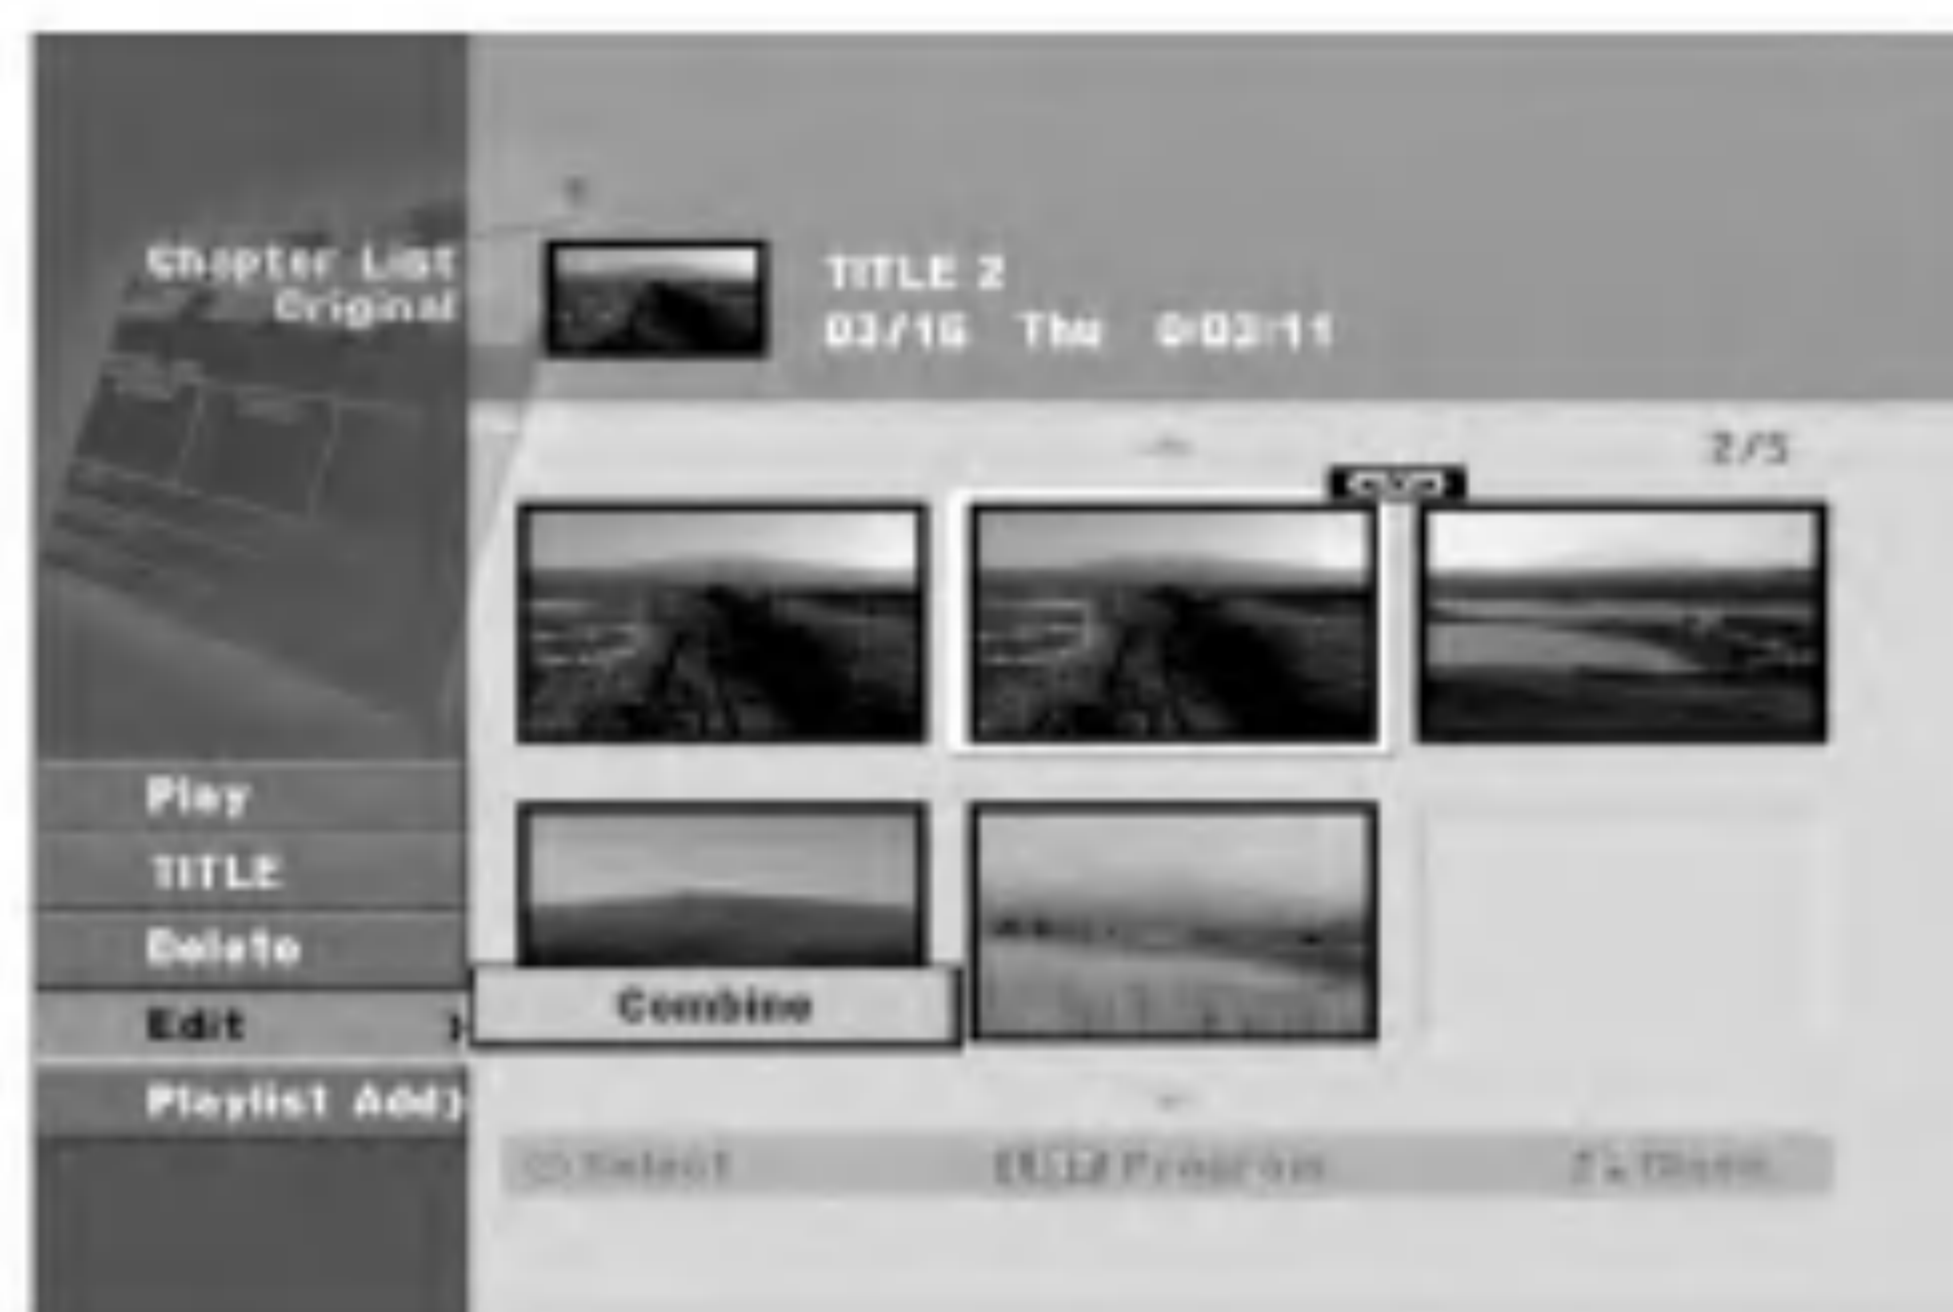 Chapter List
Original
TITLE 2
03/16 Thu 0:03:11
2/5
Play
TITLE
Delete
Edit
Combine
Playlist Add
Select
Program